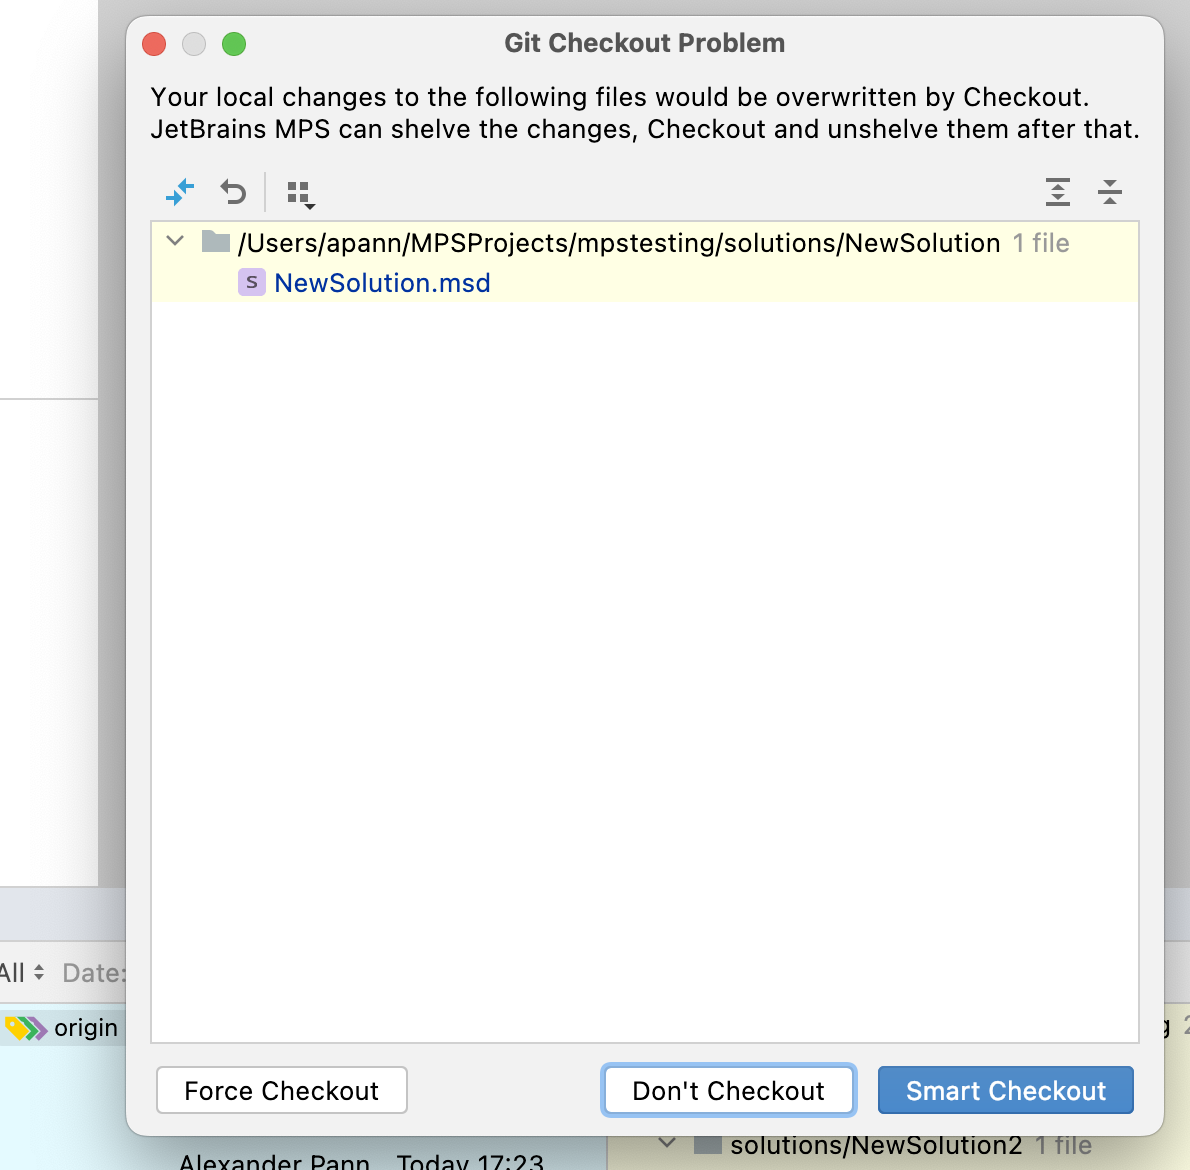 Git Checkout Problem
Your local changes to the following files would be overwritten by Checkout.
JetBrains MPS can shelve the changes, Checkout and unshelve them after that.
/Users/apann/MPSProjects/mpstesting/solutions/NewSolution 1 file
S NewSolution.msd
All Date:
origin
g 2
Force Checkout Don't Checkout Smart Checkout
solutions/NewSolution2 1 file
Alexander Pann Today 17:23